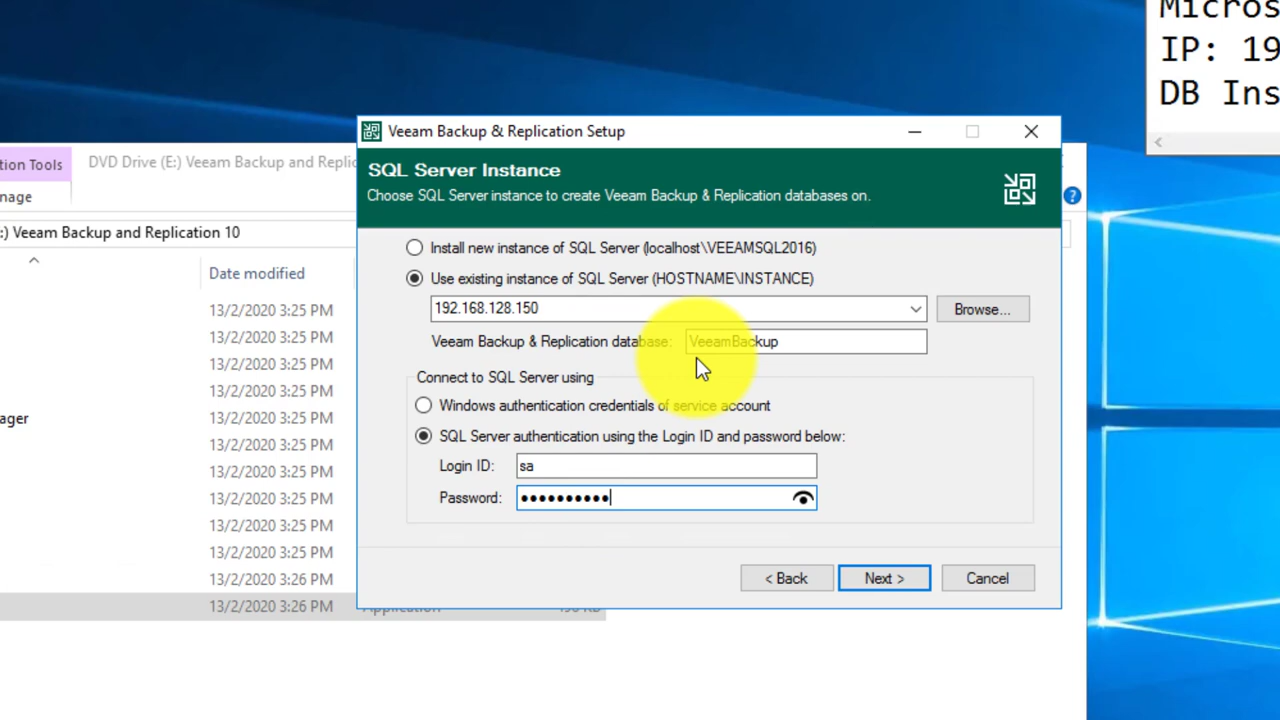 Micros
IP: 19
DB Ins
Veeam Backup & Replication Setup
SQL Server Instance
Choose SQL Server instance to create Veeam Backup & Replication databases on.
tion Tools
DVD Drive (E:) Veeam Backup and Replic
nage
:) Veeam Backup and Replication 10
Date modified
13/2/2020 3:25 PM
13/2/2020 3:25 PM
13/2/2020 3:25 PM
13/2/2020 3:25 PM
ager
13/2/2020 3:25 PM
13/2/2020 3:25 PM
13/2/2020 3:25 PM
13/2/2020 3:25 PM
13/2/2020 3:25 PM
13/2/2020 3:25 PM
13/2/2020 3:26 PM
13/2/2020 3:26 PM
Application
Install new instance of SQL Server (localhost\VEEAMSQL2016)
Use existing instance of SQL Server (HOSTNAME\INSTANCE)
192.168.128.150
Browse...
Veeam Backup & Replication database: VeeamBackup
Connect to SQL Server using
Windows authentication credentials of service account
SQL Server authentication using the Login ID and password below:
Login ID: sa
Password: ••••••••••
< Back
Next >
Cancel